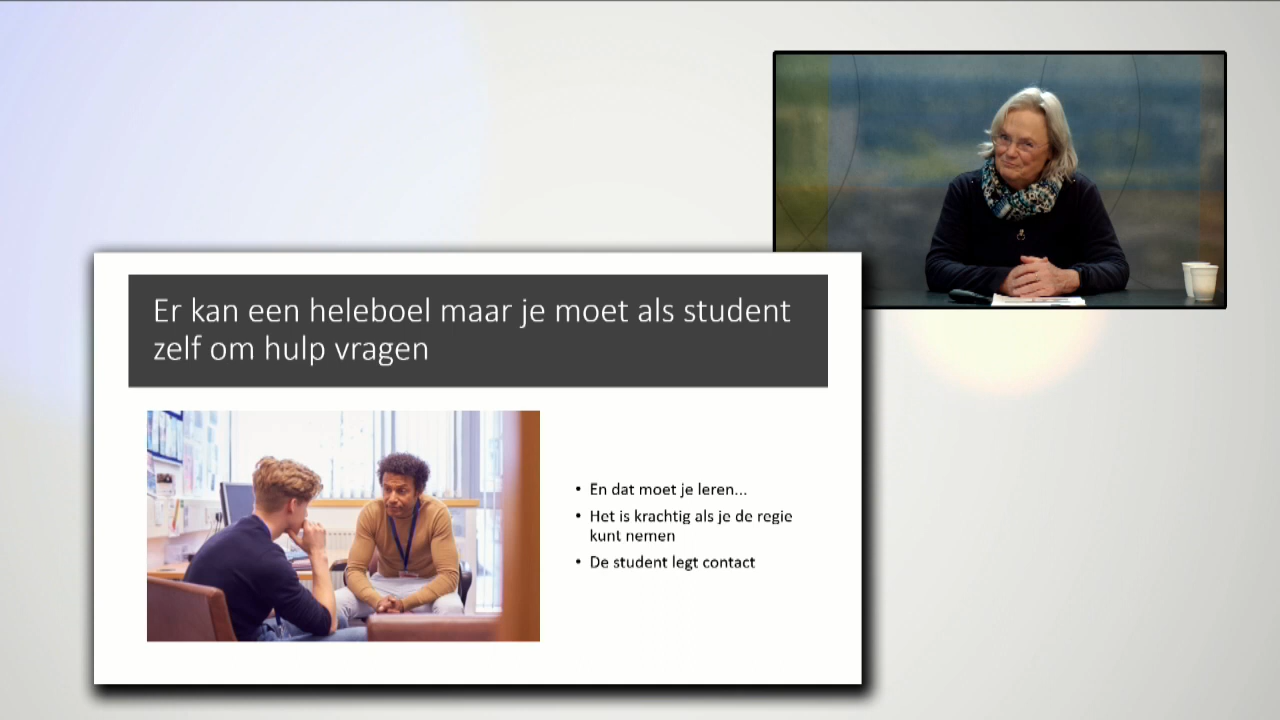 Er kan een heleboel maar je moet als student
zelf om hulp vragen
• En dat moet je leren...
• Het is krachtig als je de regie
kunt nemen
• De student legt contact